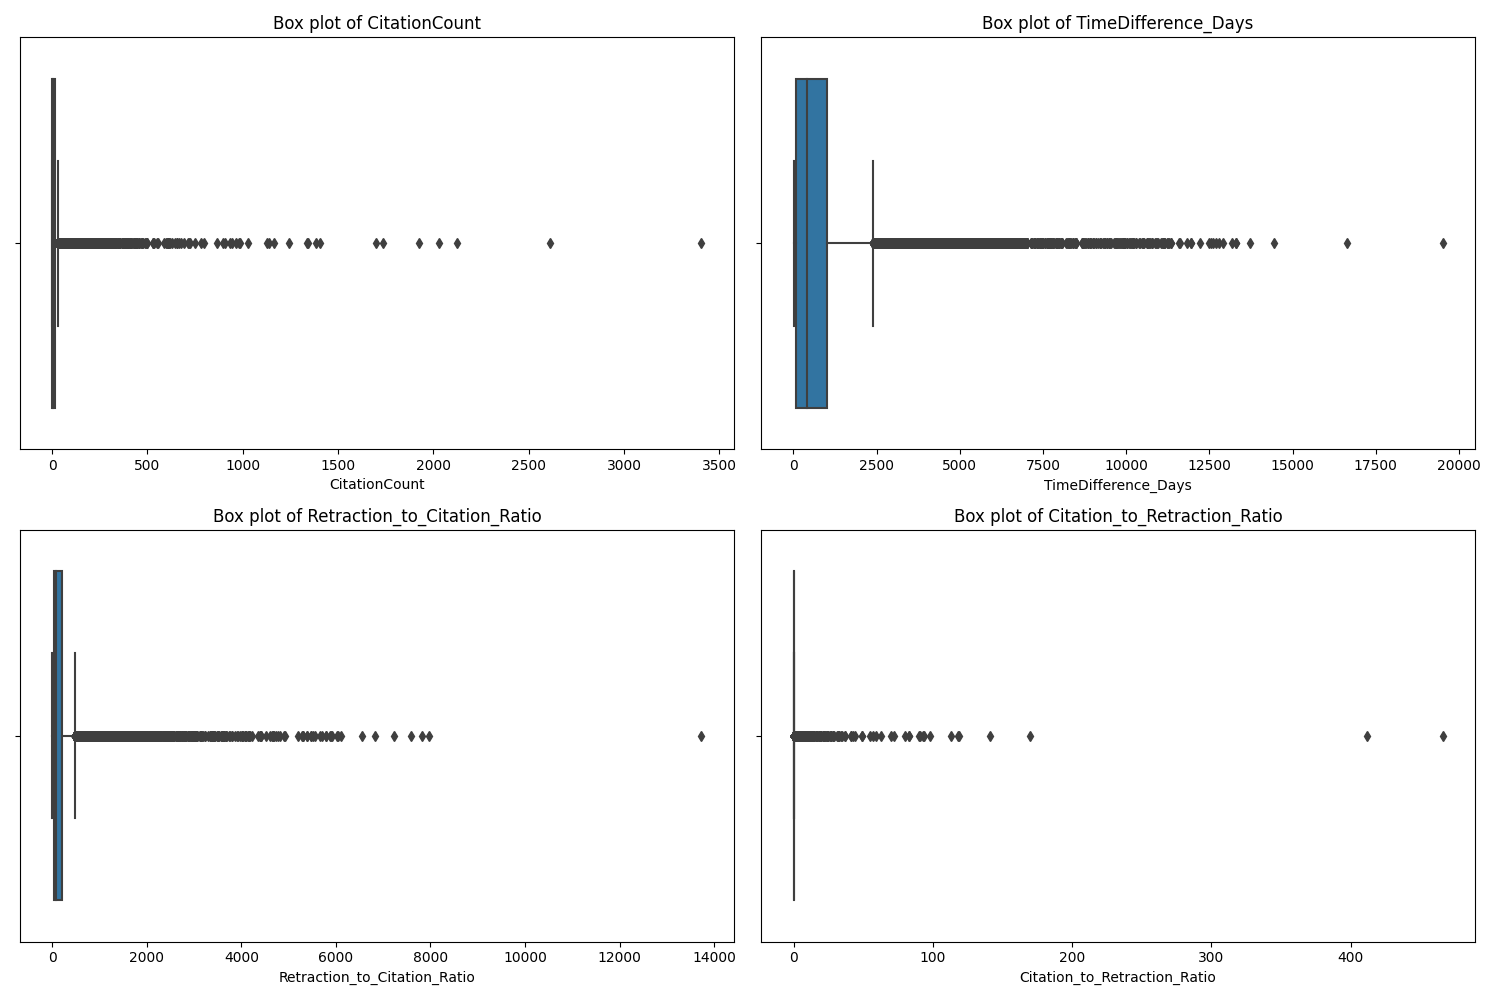 Box plot of CitationCount
0 500 1000 1500 2000 2500 3000 3500
CitationCount
Box plot of TimeDifference_Days
0 2500 5000 7500 10000 12500 15000 17500 20000
TimeDifference_Days
Box plot of Retraction_to_Citation_Ratio
0 2000 4000 6000 8000 10000 12000 14000
Retraction_to_Citation_Ratio
Box plot of Citation_to_Retraction_Ratio
0 100 200 300 400
Citation_to_Retraction_Ratio